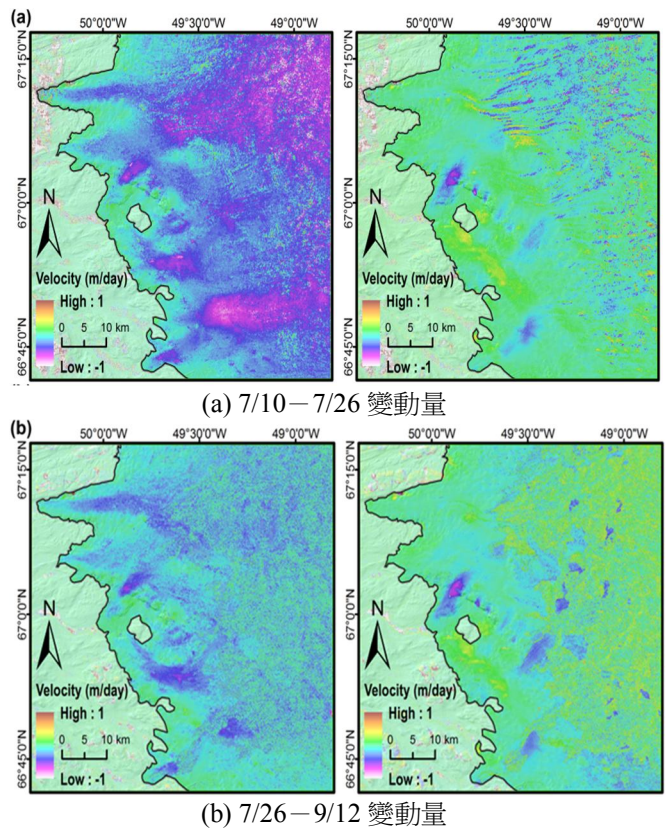 (a)
50°0'0"W 49°30'0"W 49°0'0"W 50°0'0"W 49°30'0"W 49°0'0"W
67°15'0"N 67°15'0"N
67°0'0"N 67°0'0"N
N N
Velocity (m/day) Velocity (m/day)
High : 1 High : 1
0 5 10 km 0 5 10 km
66°45'0"N Low : -1 66°45'0"N Low : -1
(a) 7/10－7/26 變動量
(b)
50°0'0"W 49°30'0"W 49°0'0"W 50°0'0"W 49°30'0"W 49°0'0"W
67°15'0"N 67°15'0"N
67°0'0"N 67°0'0"N
N N
Velocity (m/day) Velocity (m/day)
High : 1 High : 1
0 5 10 km 0 5 10 km
66°45'0"N Low : -1 66°45'0"N Low : -1
(b) 7/26－9/12 變動量